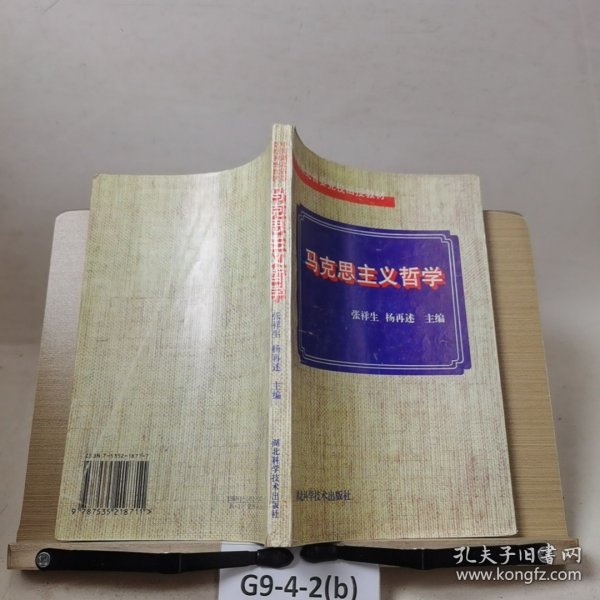 马克思主义哲学
张祥生 杨再述 主编
马克思主义哲学
张祥生 杨再述 主编
湖北科学技术出版社
湖北科学技术出版社
G9-4-2(b)
孔夫子旧书网
www.kongfz.com